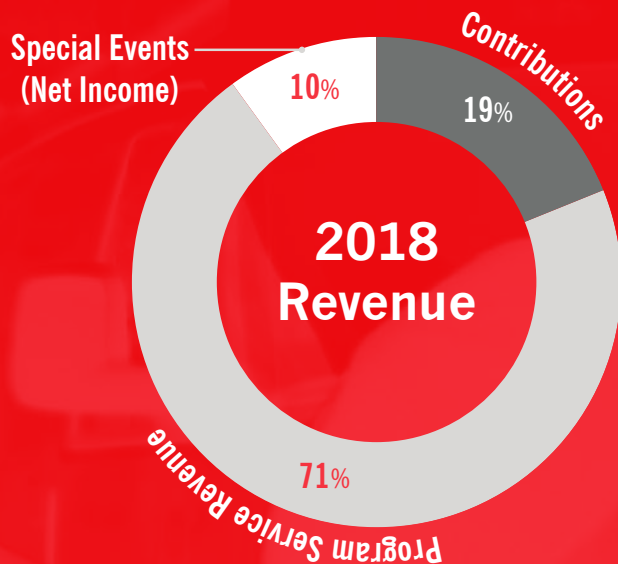 Special Events
(Net Income)
10%
Contributions
19%
2018
Revenue
71%
Program Service Revenue